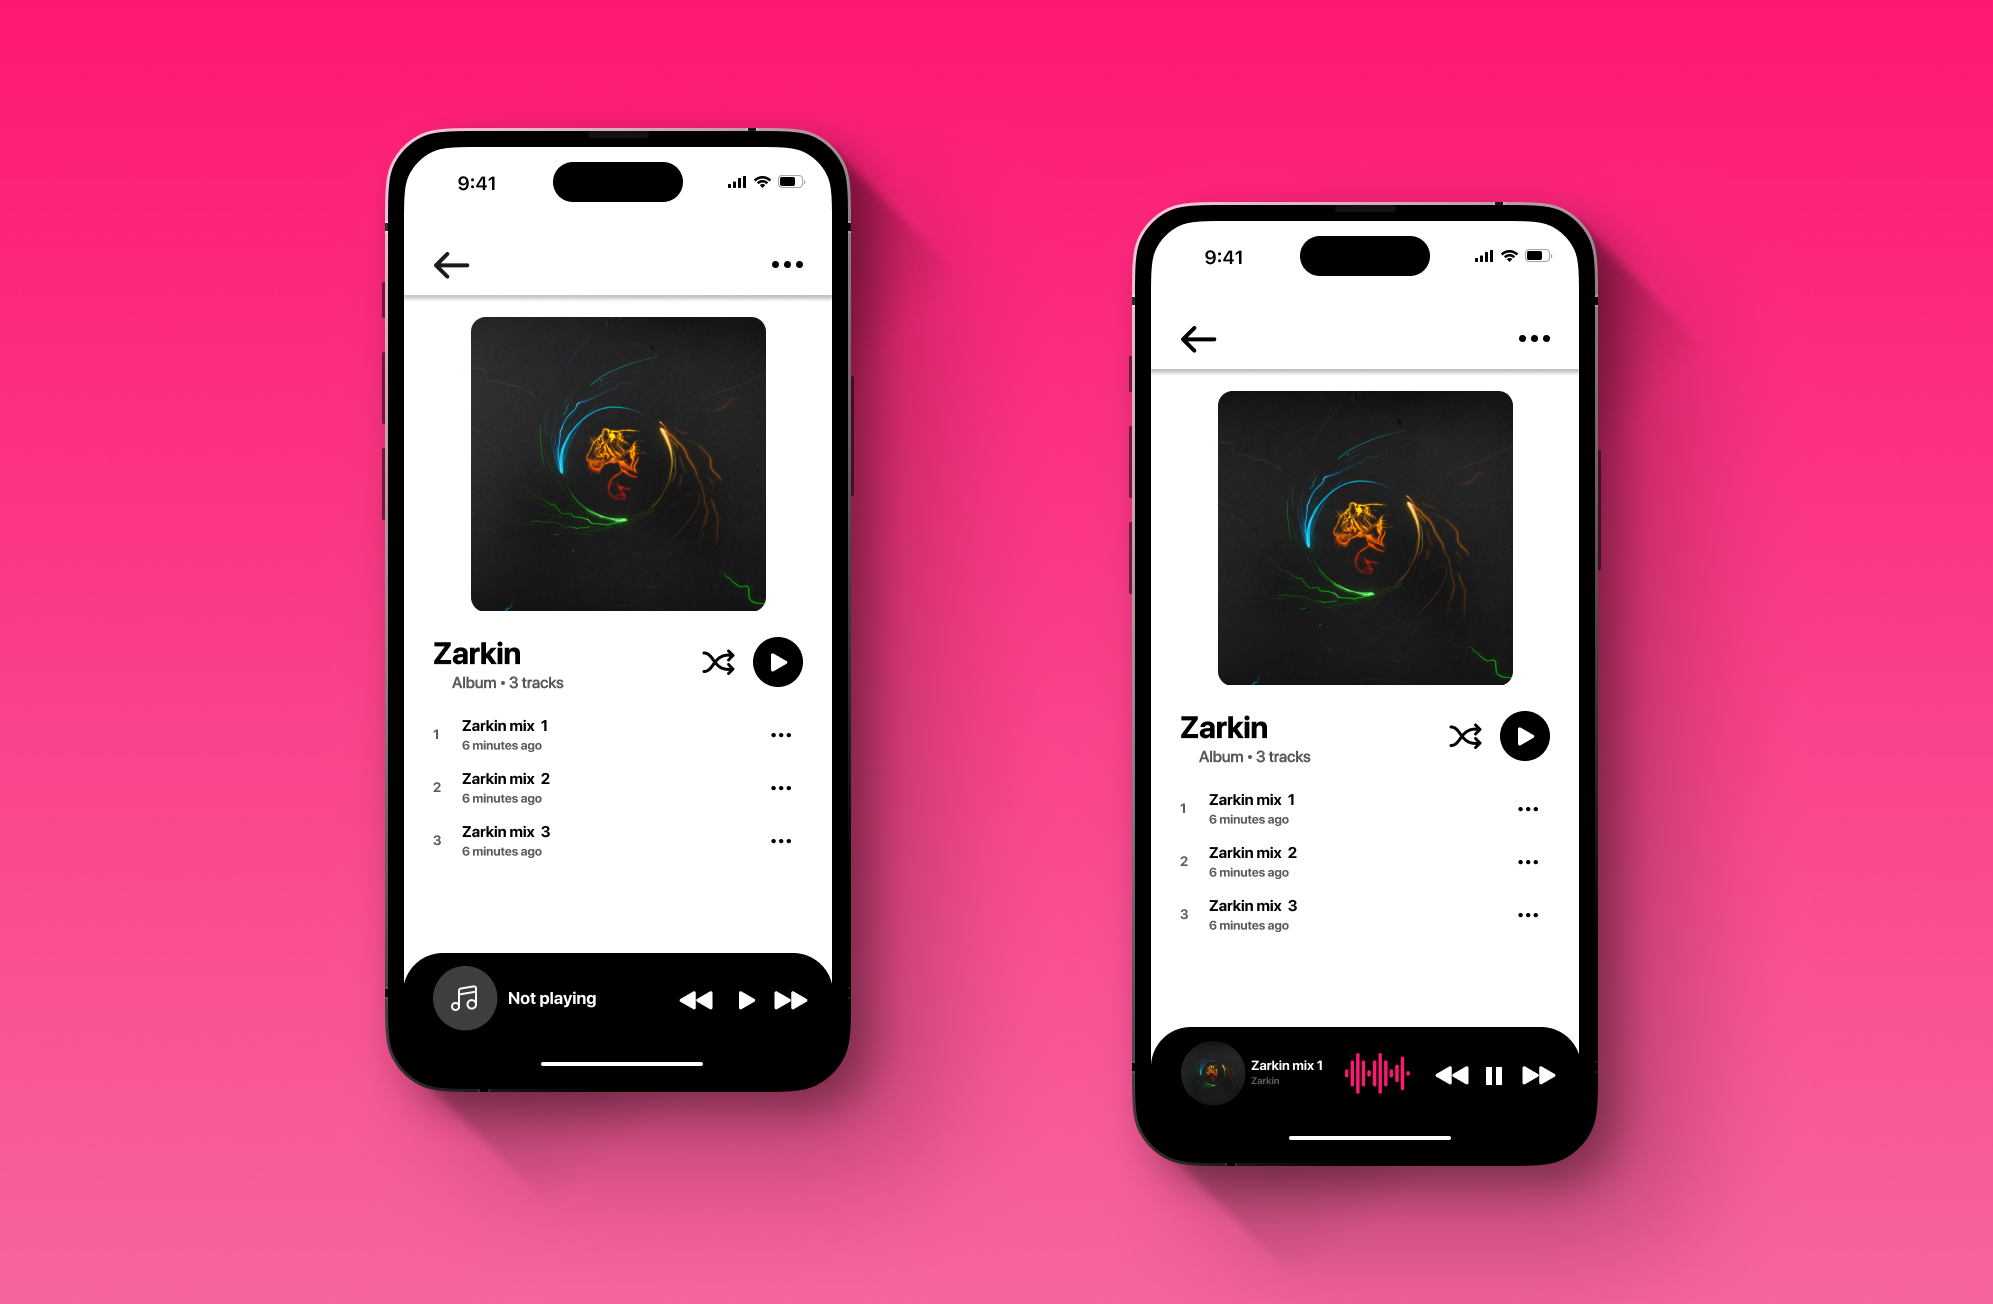 9:41
Zarkin
Album • 3 tracks
1 Zarkin mix 1
6 minutes ago
2 Zarkin mix 2
6 minutes ago
3 Zarkin mix 3
6 minutes ago
Not playing
9:41
Zarkin
Album • 3 tracks
1 Zarkin mix 1
6 minutes ago
2 Zarkin mix 2
6 minutes ago
3 Zarkin mix 3
6 minutes ago
Zarkin mix 1
Zarkin